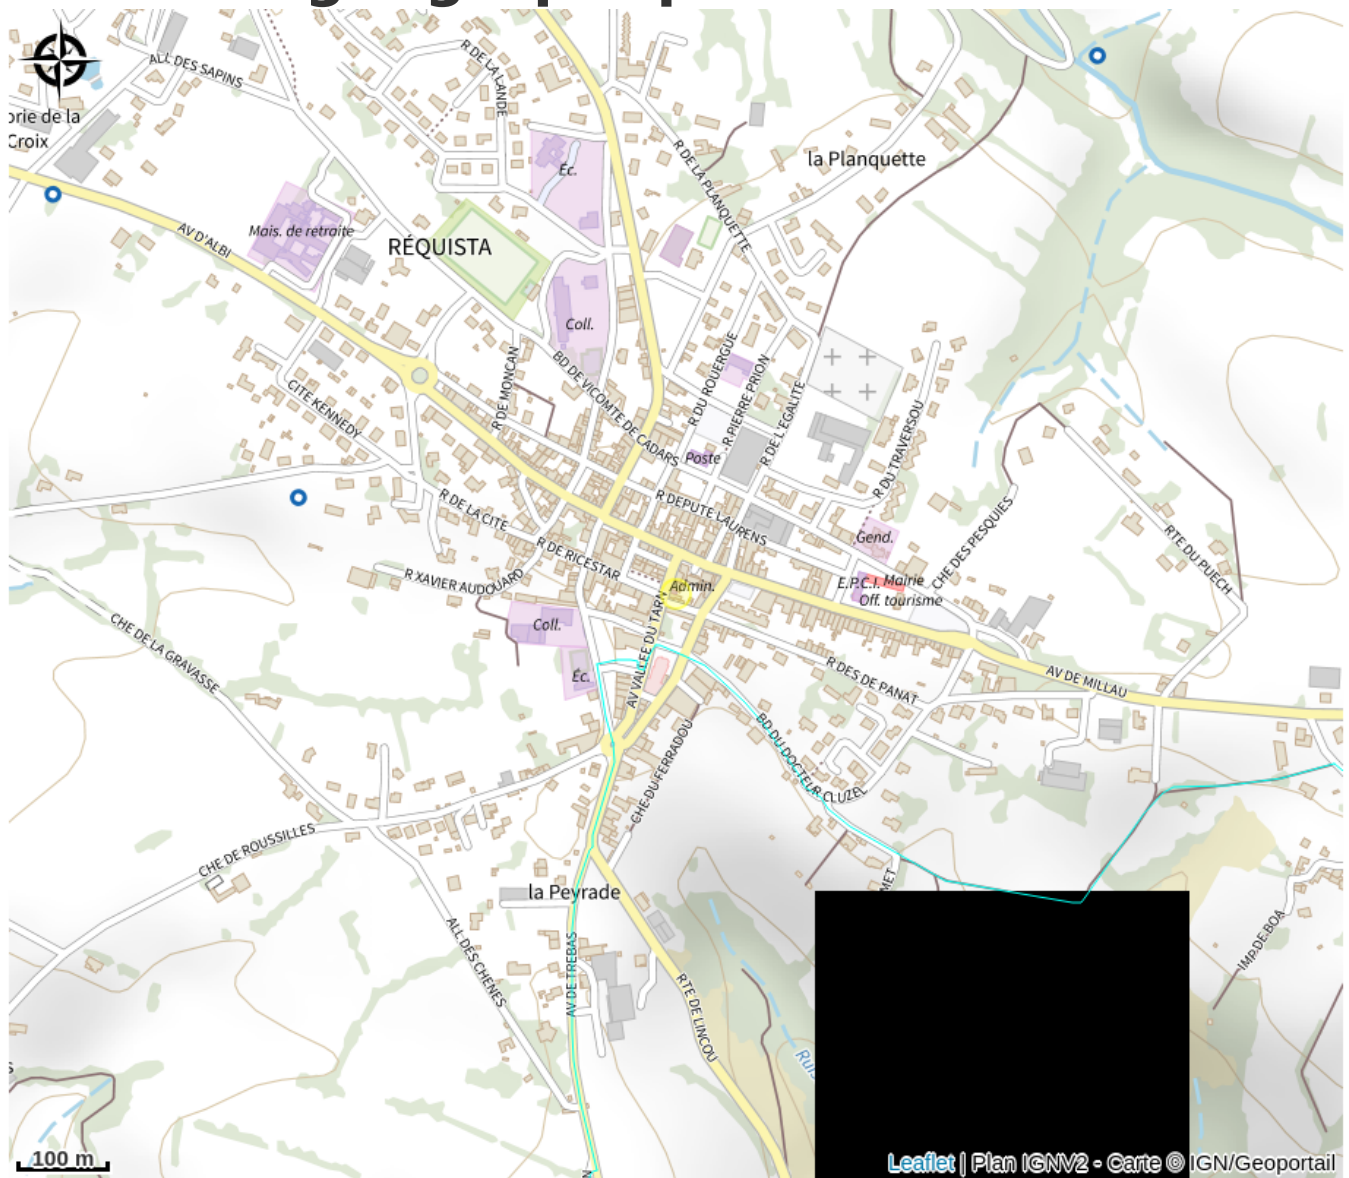 ALL DES SAPINS
R DE LA LANDE
Croix
Éc.
R DE LA PLANQUETTE
la Planquette
Mais. de retraite
AV D'ALBI
RÉQUISTA
Coll.
BD DE VICOMTE DE CADARS
R DE MONCAN
R DU ROUERGUE
R PIERRE PRION
R DE L'EGALITE
R DU TRAVERSOU
CITE KENNEDY
Poste
R DE LA CITE
R DEPUTE LAURENS
R DE RICESTAR
Gend.
CHE DES PESQUIES
RTE DU PUECH
R XAVIER AUDOUARD
Admin.
E.P.C.I. Mairie
Off. tourisme
CHE DE LA GRAVASSE
Coll.
Éc.
AV VALLEE DU TARN
R DES DE PANAT
AV DE MILLAU
BD DU DOCTEUR CLUZEL
CHE DU FERRADOU
CHE DE ROUSSILLES
la Peyrade
ALL DES CHENES
AV DE TREBAS
RTE DE LINCOU
IMP DE BOA
100 m
Leaflet | Plan IGNV2 - Carte © IGN/Geoportail